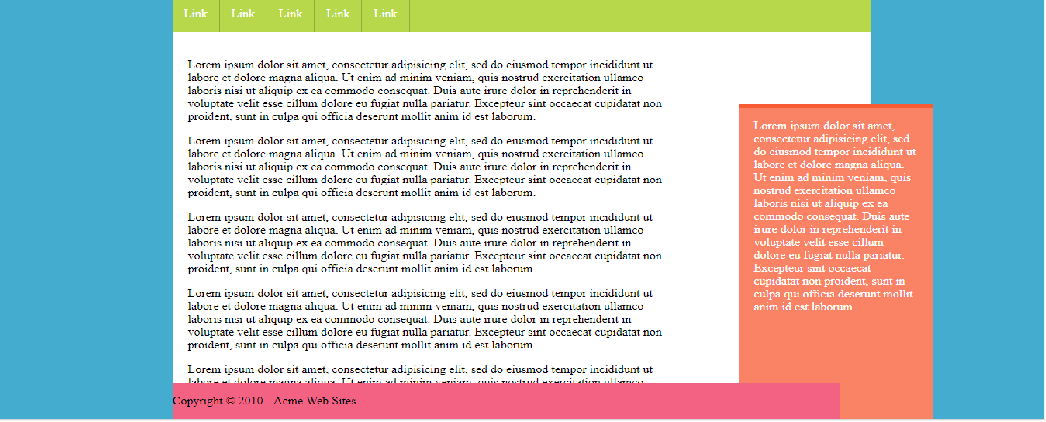 Link Link Link Link Link
Lorem ipsum dolor sit amet, consectetur adipisicing elit, sed do eiusmod tempor incididunt ut
labore et dolore magna aliqua. Ut enim ad minim veniam, quis nostrud exercitation ullamco
laboris nisi ut aliquip ex ea commodo consequat. Duis aute irure dolor in reprehenderit in
voluptate velit esse cillum dolore eu fugiat nulla pariatur. Excepteur sint occaecat cupidatat non
proident, sunt in culpa qui officia deserunt mollit anim id est laborum.
Lorem ipsum dolor sit amet, consectetur adipisicing elit, sed do eiusmod tempor incididunt ut
labore et dolore magna aliqua. Ut enim ad minim veniam, quis nostrud exercitation ullamco
laboris nisi ut aliquip ex ea commodo consequat. Duis aute irure dolor in reprehenderit in
voluptate velit esse cillum dolore eu fugiat nulla pariatur. Excepteur sint occaecat cupidatat non
proident, sunt in culpa qui officia deserunt mollit anim id est laborum.
Lorem ipsum dolor sit amet, consectetur adipisicing elit, sed do eiusmod tempor incididunt ut
labore et dolore magna aliqua. Ut enim ad minim veniam, quis nostrud exercitation ullamco
laboris nisi ut aliquip ex ea commodo consequat. Duis aute irure dolor in reprehenderit in
voluptate velit esse cillum dolore eu fugiat nulla pariatur. Excepteur sint occaecat cupidatat non
proident, sunt in culpa qui officia deserunt mollit anim id est laborum.
Lorem ipsum dolor sit amet, consectetur adipisicing elit, sed do eiusmod tempor incididunt ut
labore et dolore magna aliqua. Ut enim ad minim veniam, quis nostrud exercitation ullamco
laboris nisi ut aliquip ex ea commodo consequat. Duis aute irure dolor in reprehenderit in
voluptate velit esse cillum dolore eu fugiat nulla pariatur. Excepteur sint occaecat cupidatat non
proident, sunt in culpa qui officia deserunt mollit anim id est laborum.
Lorem ipsum dolor sit amet, consectetur adipisicing elit, sed do eiusmod tempor incididunt ut
labore et dolore magna aliqua. Ut enim ad minim veniam, quis nostrud exercitation ullamco
Lorem ipsum dolor sit amet,
consectetur adipisicing elit, sed
do eiusmod tempor incididunt ut
labore et dolore magna aliqua.
Ut enim ad minim veniam, quis
nostrud exercitation ullamco
laboris nisi ut aliquip ex ea
commodo consequat. Duis aute
irure dolor in reprehenderit in
voluptate velit esse cillum
dolore eu fugiat nulla pariatur.
Excepteur sint occaecat
cupidatat non proident, sunt in
culpa qui officia deserunt mollit
anim id est laborum.
Copyright © 2010 - Acme Web Sites